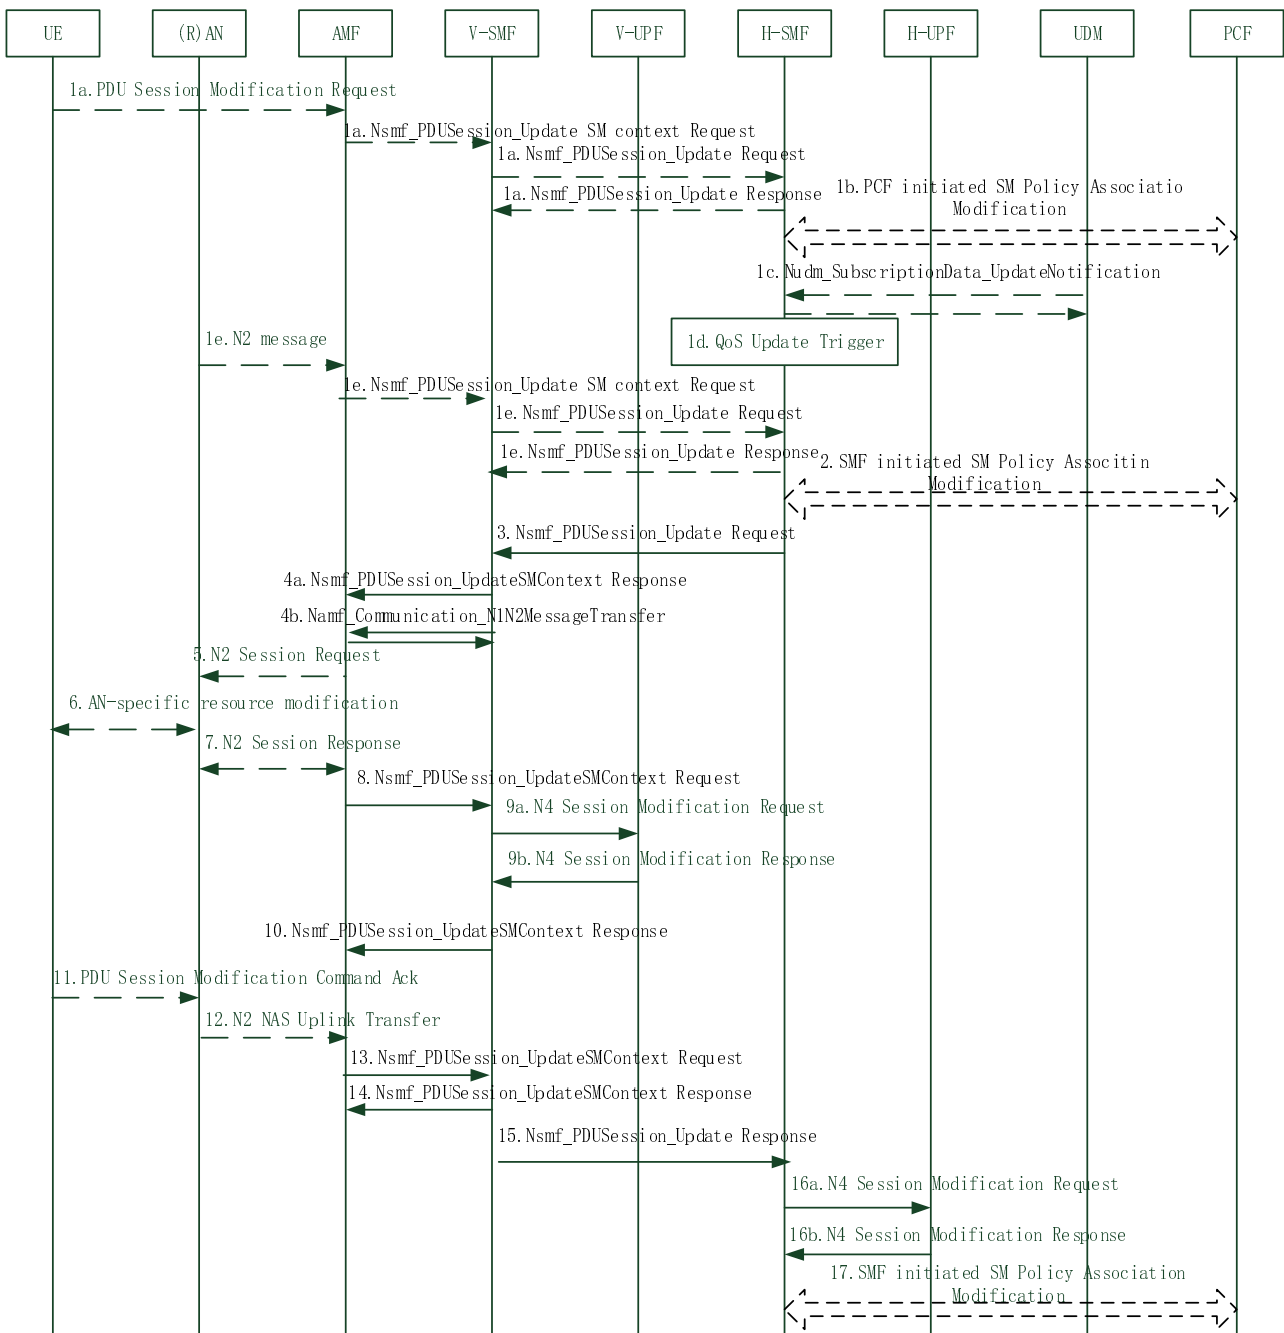 UE
(R)AN
AMF
V-SMF
V-UPF
H-SMF
H-UPF
UDM
PCF
1a.PDU Session Modification Request
1a.Nsmf_PDUSession_Update SM context Request
1a.Nsmf_PDUSession_Update Request
1a.Nsmf_PDUSession_Update Response
1b.PCF initiated SM Policy Associatio
Modification
1c.Nudm_SubscriptionData_UpdateNotification
1d.QoS Update Trigger
1e.N2 message
1e.Nsmf_PDUSession_Update SM context Request
1e.Nsmf_PDUSession_Update Request
1e.Nsmf_PDUSession_Update Response
2.SMF initiated SM Policy Associtin
Modification
3.Nsmf_PDUSession_Update Request
4a.Nsmf_PDUSession_UpdateSMContext Response
4b.Namf_Communication_N1N2MessageTransfer
5.N2 Session Request
6.AN-specific resource modification
7.N2 Session Response
8.Nsmf_PDUSession_UpdateSMContext Request
9a.N4 Session Modification Request
9b.N4 Session Modification Response
10.Nsmf_PDUSession_UpdateSMContext Response
11.PDU Session Modification Command Ack
12.N2 NAS Uplink Transfer
13.Nsmf_PDUSession_UpdateSMContext Request
14.Nsmf_PDUSession_UpdateSMContext Response
15.Nsmf_PDUSession_Update Response
16a.N4 Session Modification Request
16b.N4 Session Modification Response
17.SMF initiated SM Policy Association
Modification